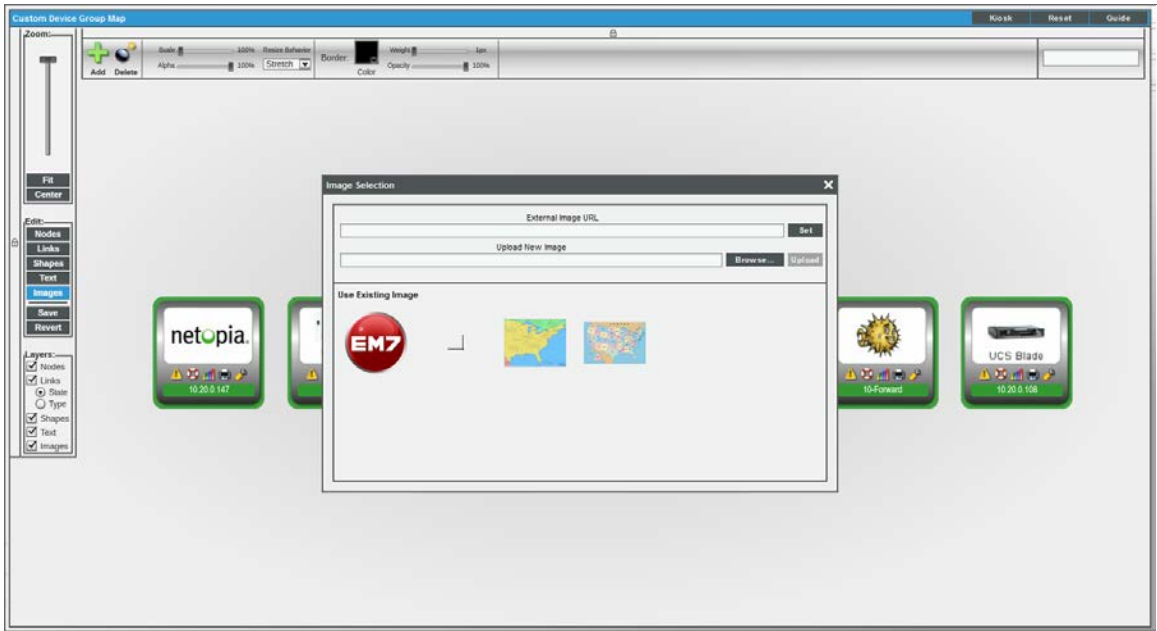 Custom Device Group Map
Kiosk Reset Guide
Zoom:
Add Delete
Scale 100% Resize Behavior
Alpha 100% Stretch
Border:
Color
Weight 1px
Opacity 100%
Fit
Center
Edit:
Nodes
Links
Shapes
Text
Images
Save
Revert
Layers:
Nodes
Links
State
Type
Shapes
Text
Images
Image Selection
External Image URL
Set
Upload New Image
Browse... Upload
Use Existing Image
EM7
netopia.
10.20.0.147
10-Forward
UCS Blade
10.20.0.108